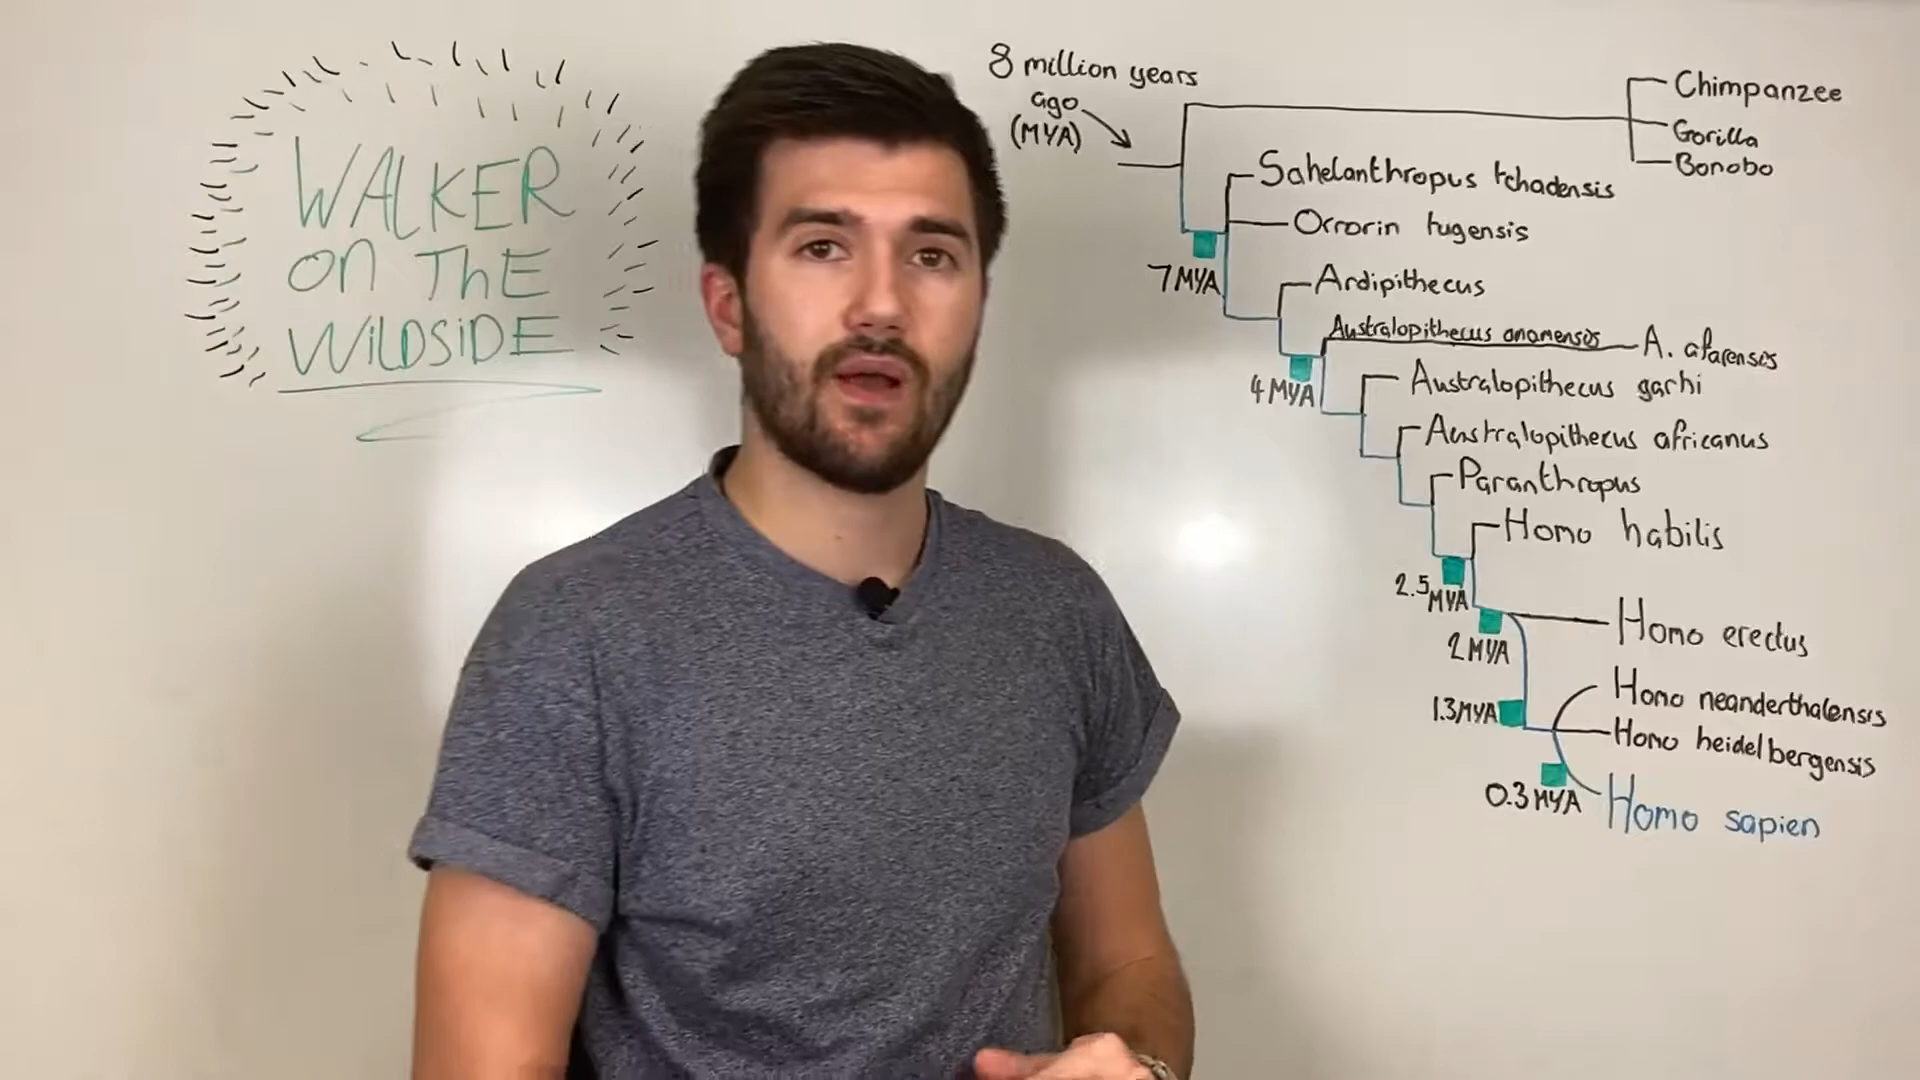 WALKER
ON THE
WILDSIDE
8 million years
ago
(MYA)
Chimpanzee
Gorilla
Bonobo
Sahelanthropus tchadensis
Orrorin tugensis
7 MYA
Ardipithecus
Australopithecus anamensis
A. afarensis
4 MYA
Australopithecus garhi
Australopithecus africanus
Paranthropus
Homo habilis
2.5 MYA
Homo erectus
2 MYA
Homo neanderthalensis
1.3 MYA
Homo heidelbergensis
0.3 MYA
Homo sapien